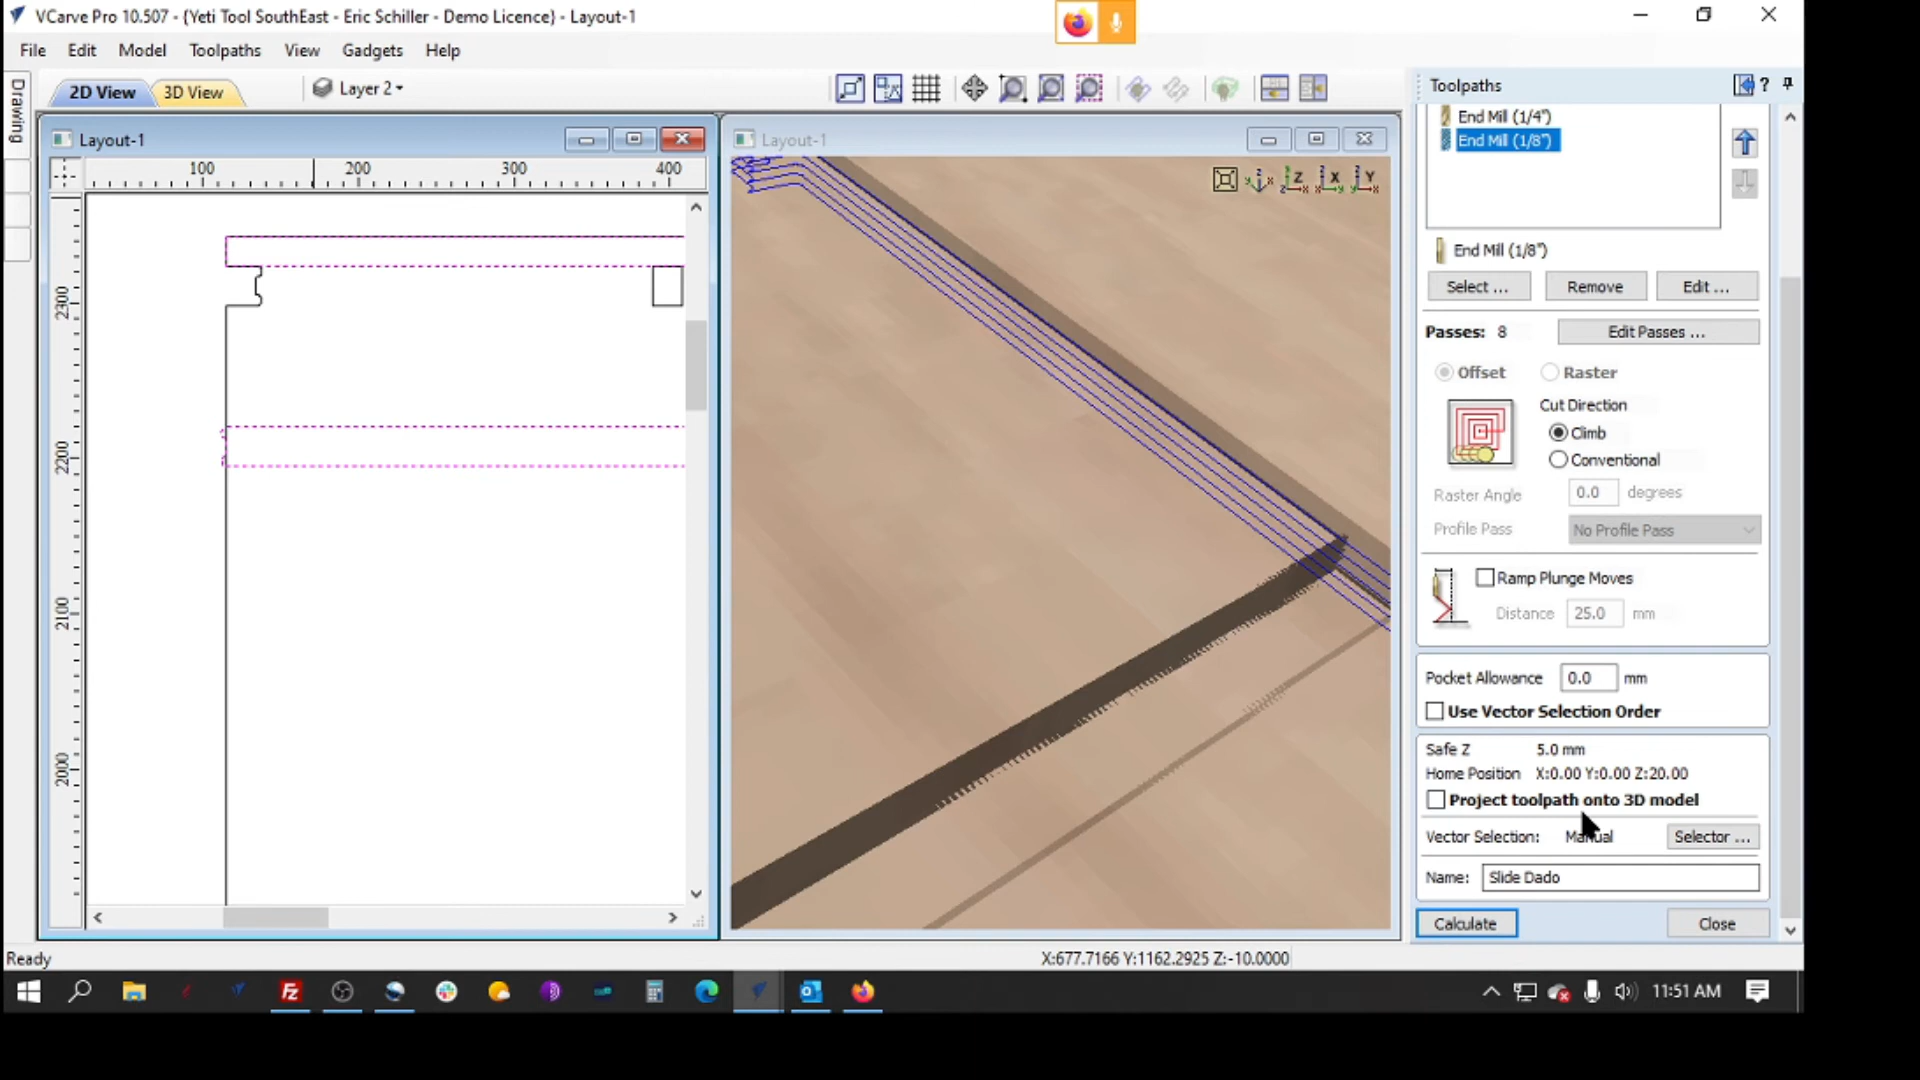 VCarve Pro 10.507 - {Yeti Tool SouthEast - Eric Schiller - Demo Licence} - Layout-1
File Edit Model Toolpaths View Gadgets Help
Drawing
2D View 3D View Layer 2
Layout-1
100 200 300 400
2300
2200
2100
2000
Layout-1
Z X Y
Toolpaths
?
End Mill (1/4")
End Mill (1/8")
End Mill (1/8")
Select ... Remove Edit ...
Passes: 8 Edit Passes ...
Offset Raster
Cut Direction
Climb
Conventional
Raster Angle 0.0 degrees
Profile Pass No Profile Pass
Ramp Plunge Moves
Distance 25.0 mm
Pocket Allowance 0.0 mm
Use Vector Selection Order
Safe Z 5.0 mm
Home Position X:0.00 Y:0.00 Z:20.00
Project toolpath onto 3D model
Vector Selection: Manual Selector ...
Name: Slide Dado
Calculate Close
Ready X:677.7166 Y:1162.2925 Z:-10.0000
Fz 11:51 AM